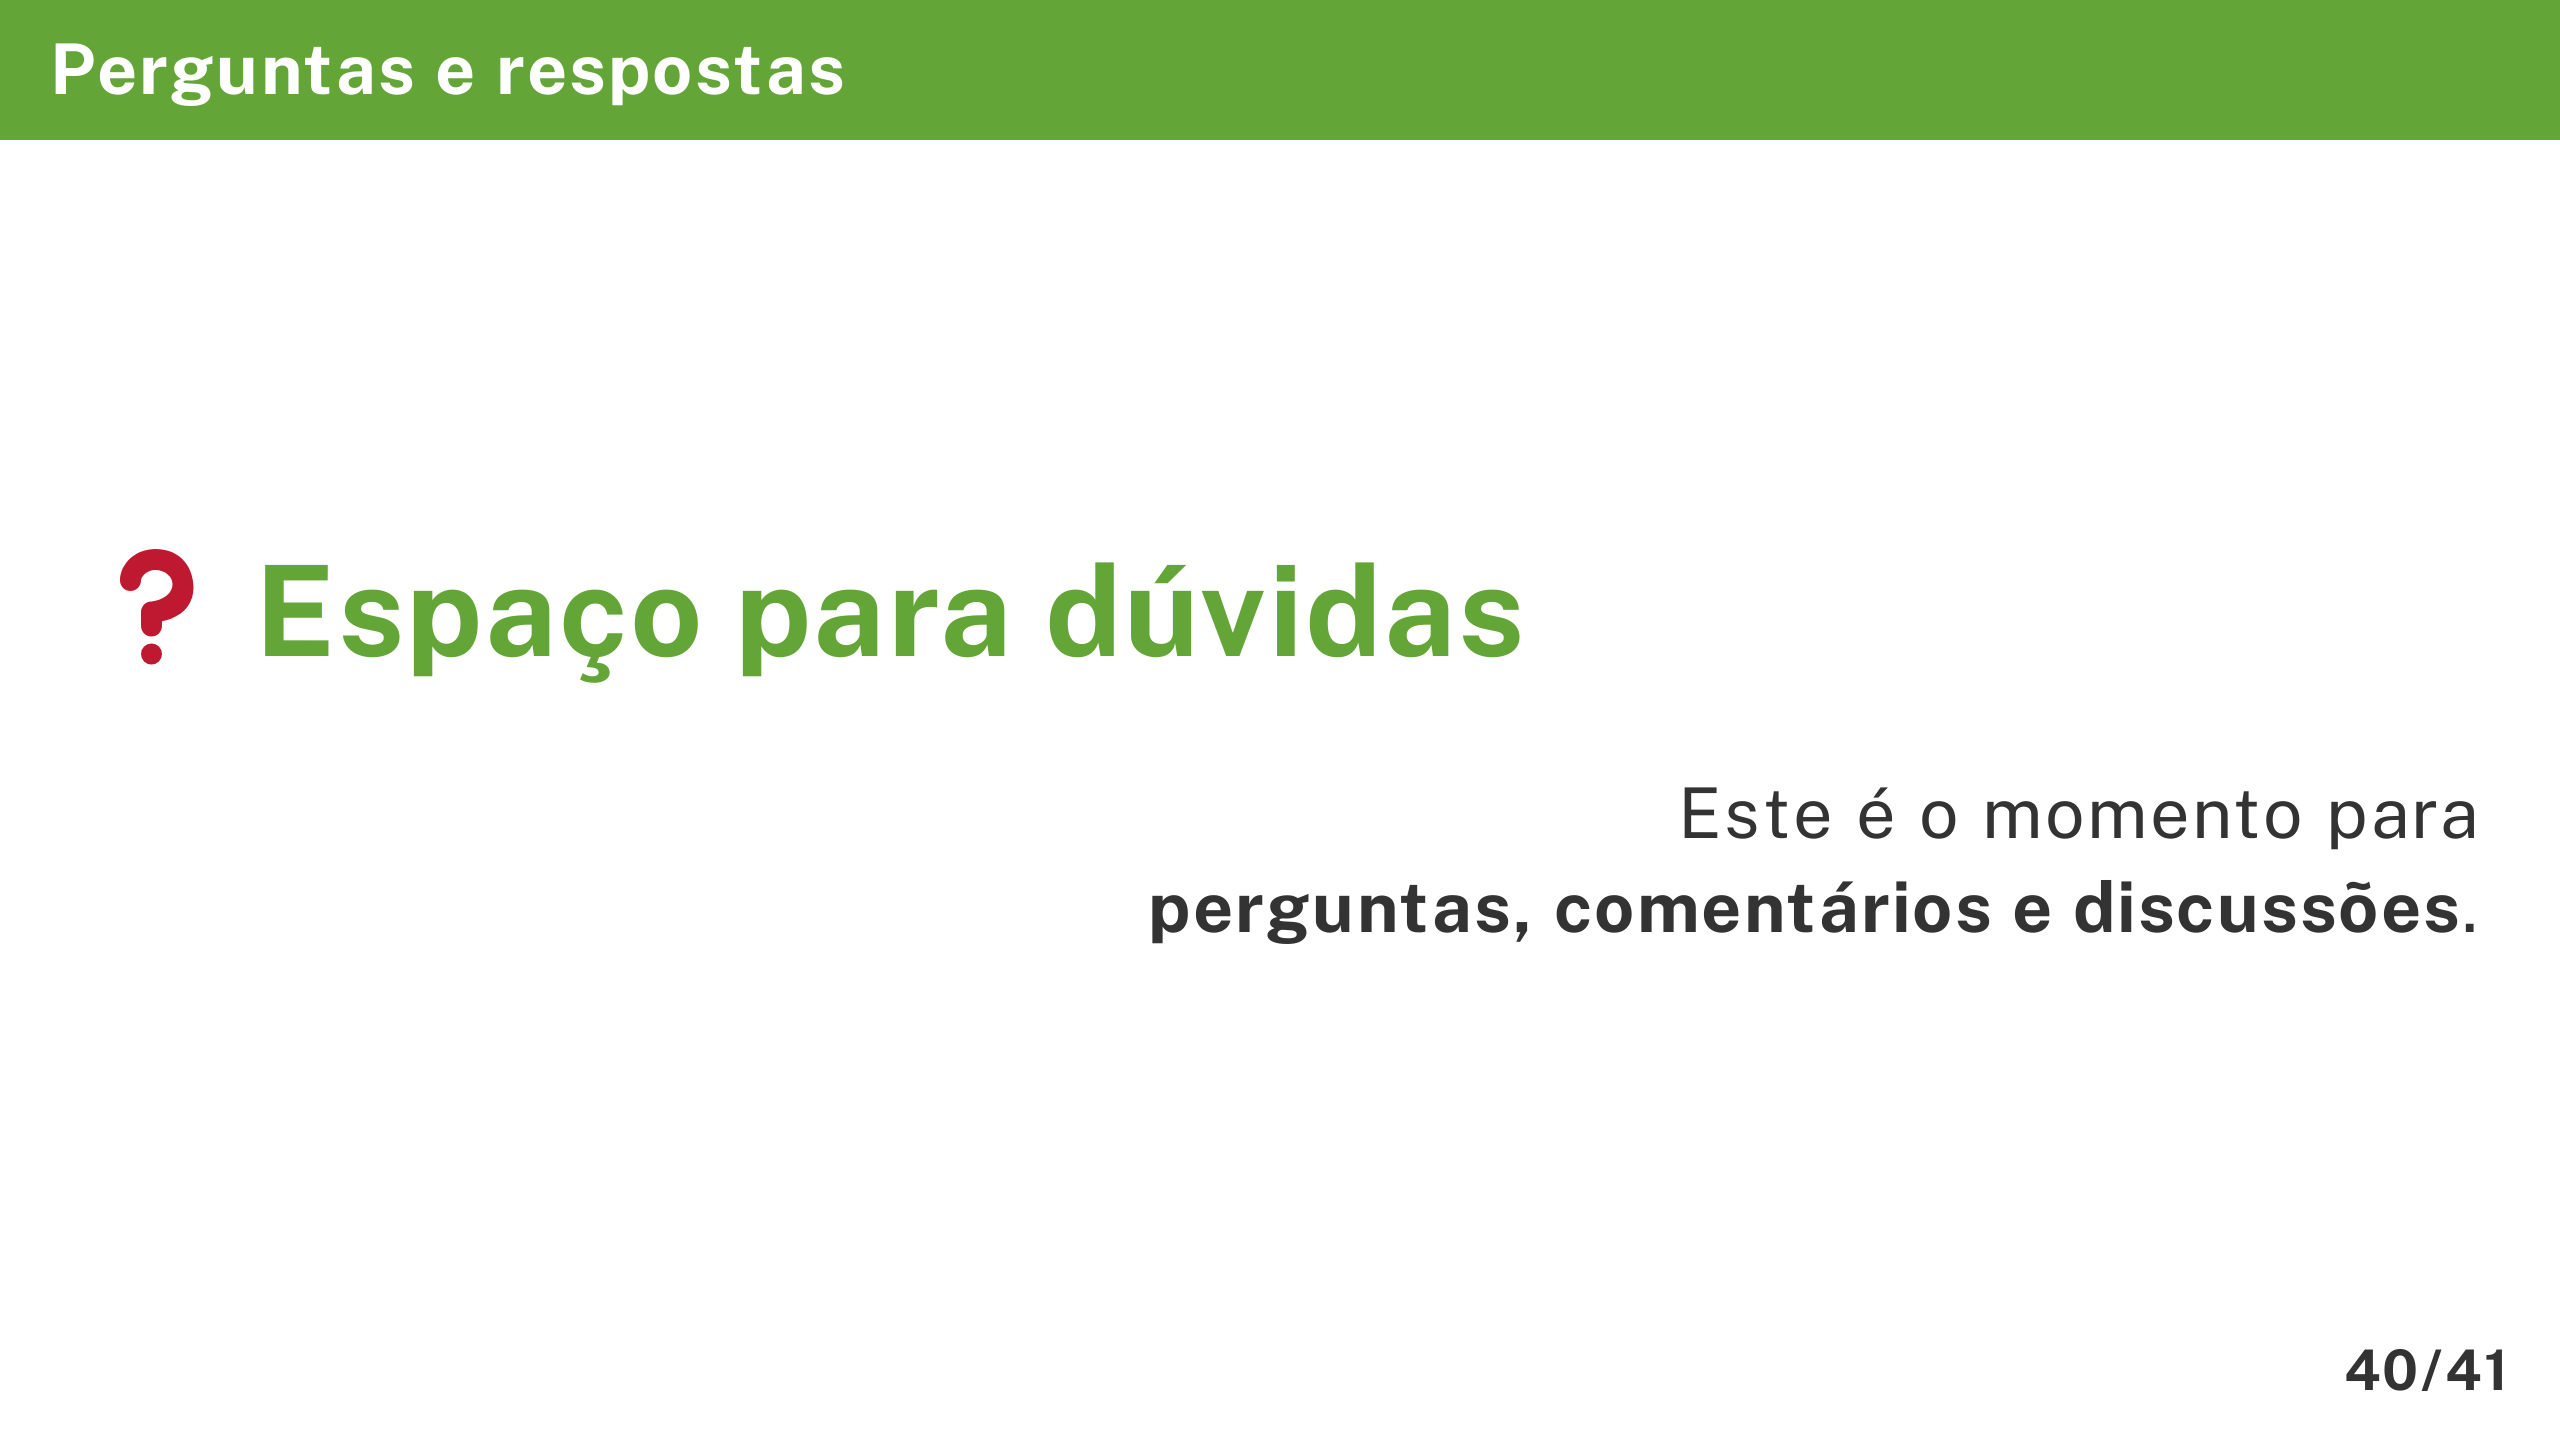 Perguntas e respostas
❓ Espaço para dúvidas
Este é o momento para
perguntas, comentários e discussões.
40/41